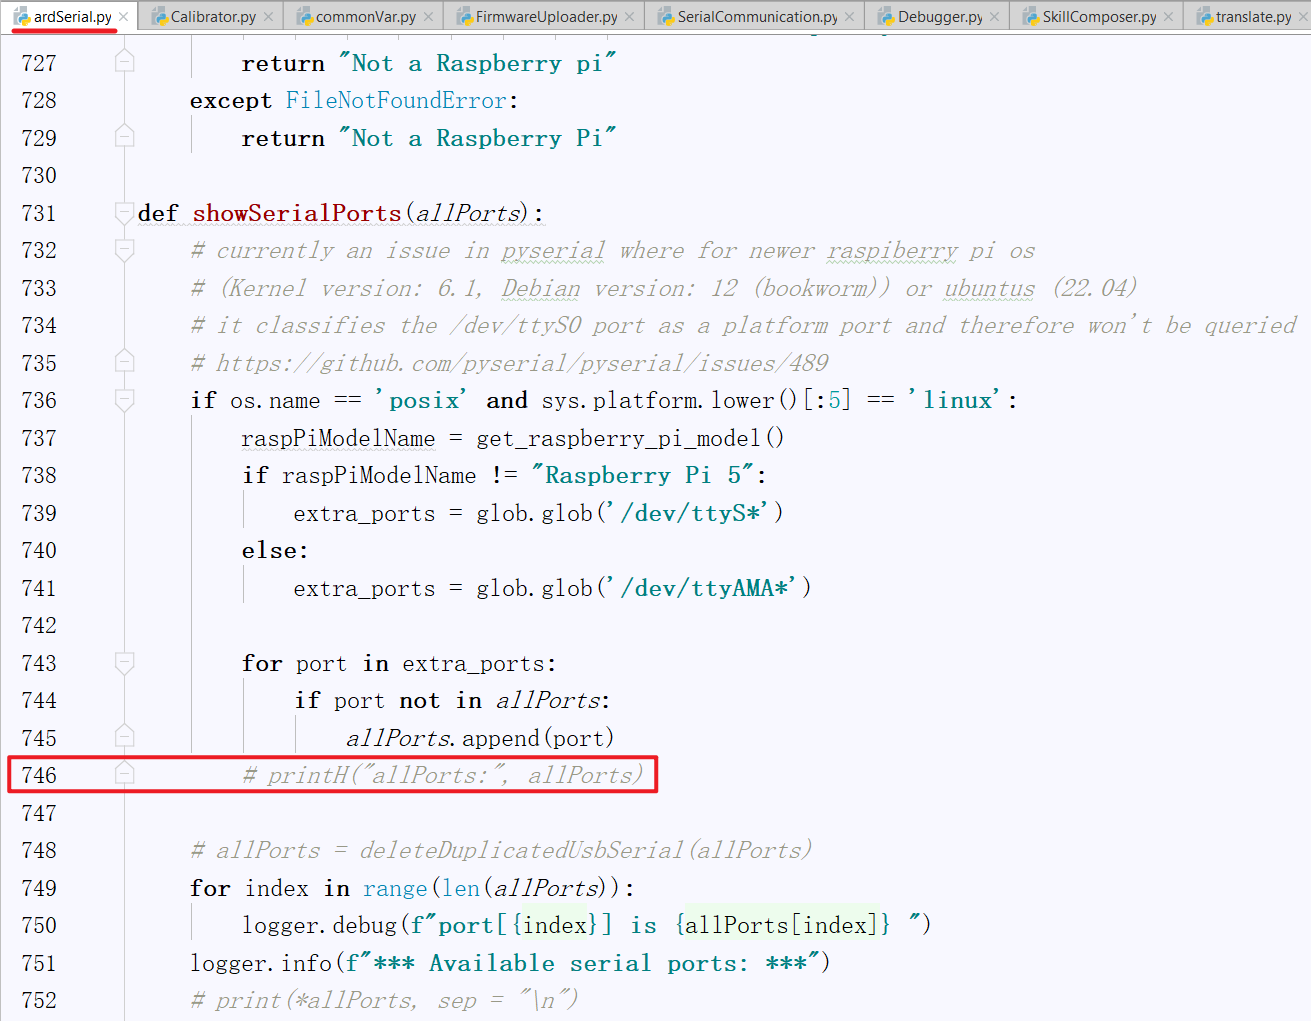 ardSerial.py × Calibrator.py × commonVar.py × FirmwareUploader.py × SerialCommunication.py × Debugger.py × SkillComposer.py × translate.py ×
727 return "Not a Raspberry pi"
728 except FileNotFoundError:
729 return "Not a Raspberry Pi"
730
731 def showSerialPorts(allPorts):
732 # currently an issue in pyserial where for newer raspiberry pi os
733 # (Kernel version: 6.1, Debian version: 12 (bookworm)) or ubuntus (22.04)
734 # it classifies the /dev/ttyS0 port as a platform port and therefore won't be queried
735 # https://github.com/pyserial/pyserial/issues/489
736 if os.name == 'posix' and sys.platform.lower()[:5] == 'linux':
737 raspPiModelName = get_raspberry_pi_model()
738 if raspPiModelName != "Raspberry Pi 5":
739 extra_ports = glob.glob('/dev/ttyS*')
740 else:
741 extra_ports = glob.glob('/dev/ttyAMA*')
742
743 for port in extra_ports:
744 if port not in allPorts:
745 allPorts.append(port)
746 # printH("allPorts:", allPorts)
747
748 # allPorts = deleteDuplicatedUsbSerial(allPorts)
749 for index in range(len(allPorts)):
750 logger.debug(f"port[{index}] is {allPorts[index]} ")
751 logger.info(f"*** Available serial ports: ***")
752 # print(*allPorts, sep = "\n")